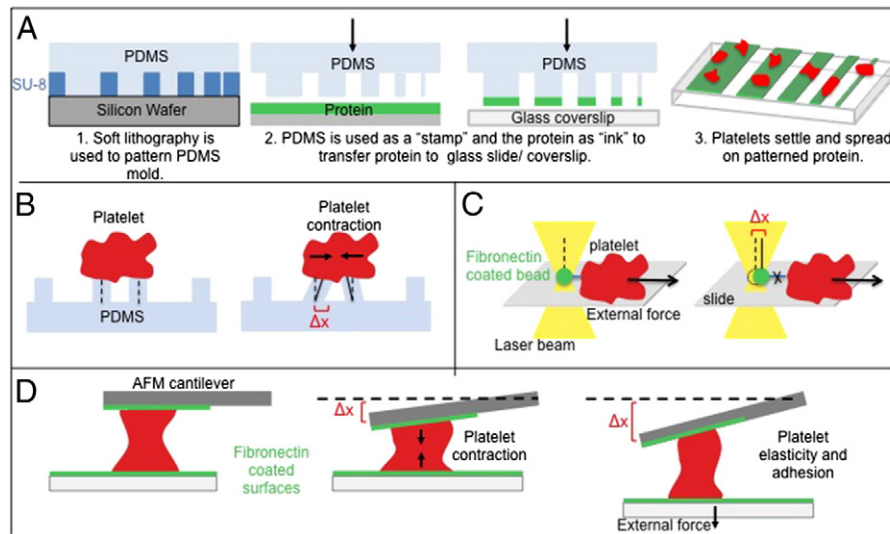 A
PDMS
SU-8
Silicon Wafer
1. Soft lithography is
used to pattern PDMS
mold.
PDMS
Protein
PDMS
Glass coverslip
2. PDMS is used as a “stamp” and the protein as “ink” to
transfer protein to glass slide/ coverslip.
3. Platelets settle and spread
on patterned protein.
B
Platelet
PDMS
Platelet
contraction
Δx
C
Fibronectin
coated bead
platelet
External force
Laser beam
Δx
slide
X
D
AFM cantilever
Fibronectin
coated
surfaces
Δx
Platelet
contraction
Δx
Platelet
elasticity and
adhesion
External force